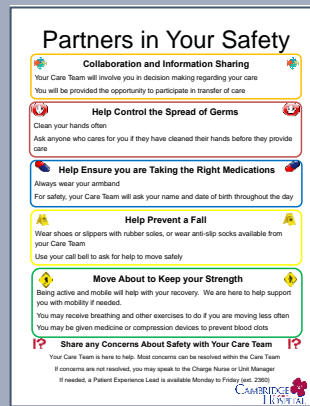 Partners in Your Safety
Collaboration and Information Sharing
Your Care Team will involve you in decision making regarding your care
You will be provided the opportunity to participate in transfer of care
Help Control the Spread of Germs
Clean your hands often
Ask anyone who cares for you if they have cleaned their hands before they provide
care
Help Ensure you are Taking the Right Medications
Always wear your armband
For safety, your Care Team will ask your name and date of birth throughout the day
Help Prevent a Fall
Wear shoes or slippers with rubber soles, or wear anti-slip socks available from
your Care Team
Use your call bell to ask for help to move safely
Move About to Keep your Strength
Being active and mobile will help with your recovery. We are here to help support
you with mobility if needed.
You may receive breathing and other exercises to do if you are moving less often
You may be given medicine or compression devices to prevent blood clots
!? Share any Concerns About Safety with Your Care Team !?
Your Care Team is here to help. Most concerns can be resolved within the Care Team
If concerns are not resolved, you may speak to the Charge Nurse or Unit Manager
If needed, a Patient Experience Lead is available Monday to Friday (ext. 2360)
CAMBRIDGE
HOSPITAL